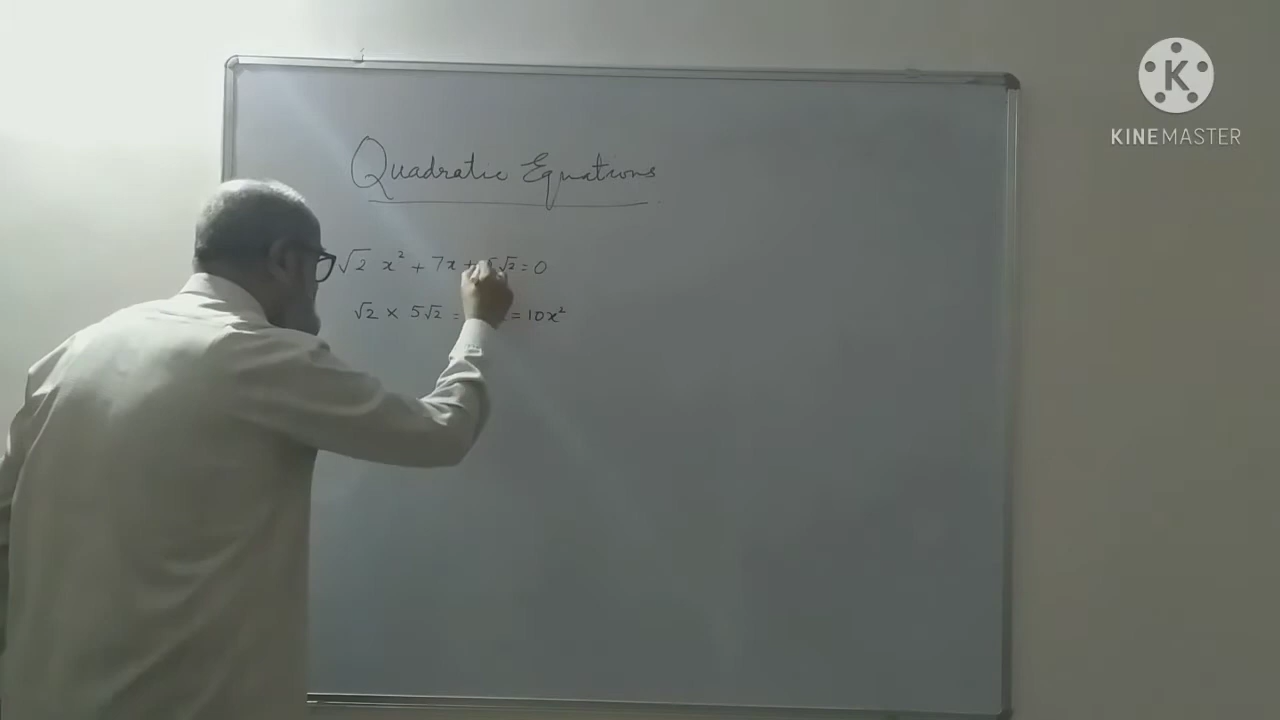 Quadratic Equations
√2 x² + 7x + 5√2 = 0
√2 × 5√2 = = 10x²
KINEMASTER